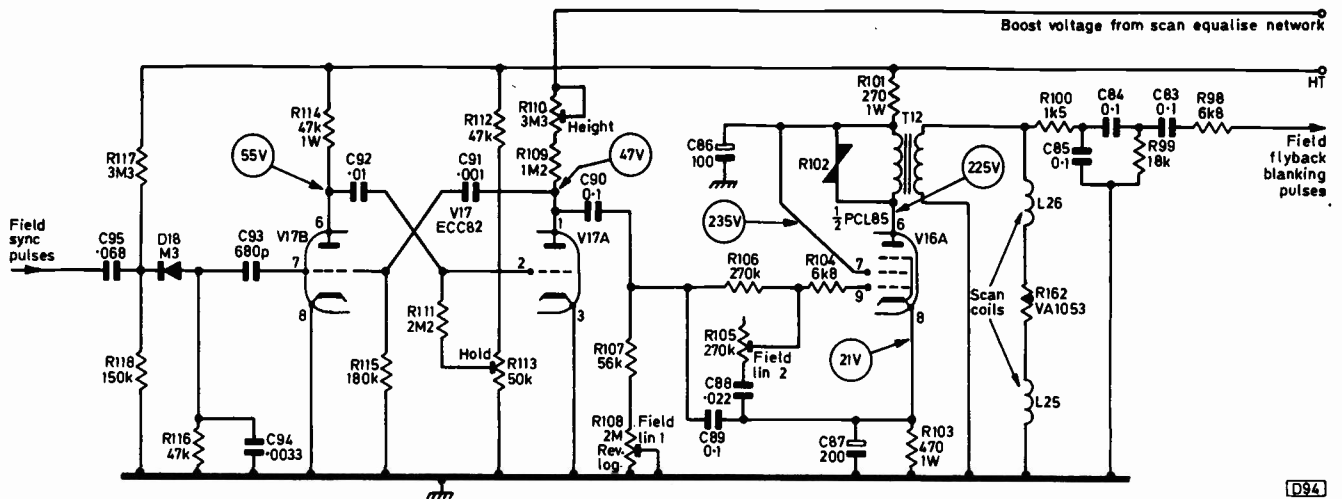 Boost voltage from scan equalise network
HT
R101
270
1W
R114
47k
1W
R112
47k
R110
3M3
Height
R109
1M2
47V
55V
C92
.01
C91
.001
V17
ECC82
C90
0.1
R117
3M3
C86
100
R102
T12
225V
235V
½ PCL85
R100
1k5
C84
0.1
C83
0.1
R98
6k8
C85
0.1
R99
18k
Field
flyback
blanking
pulses
Field
sync
pulses
C95
.068
D18
M3
C93
680p
V17B
6
7
8
V17A
1
2
3
V16A
6
7
9
8
R106
270k
R104
6k8
R105
270k
Field
lin 2
L26
Scan
coils
R162
VA1053
L25
21V
R118
150k
R115
180k
R111
2M2
Hold
R113
50k
R107
56k
C88
.022
R108
2M
Rev.
log.
Field
lin 1
C89
0.1
C87
200
R103
470
1W
R116
47k
C94
.0033
D94